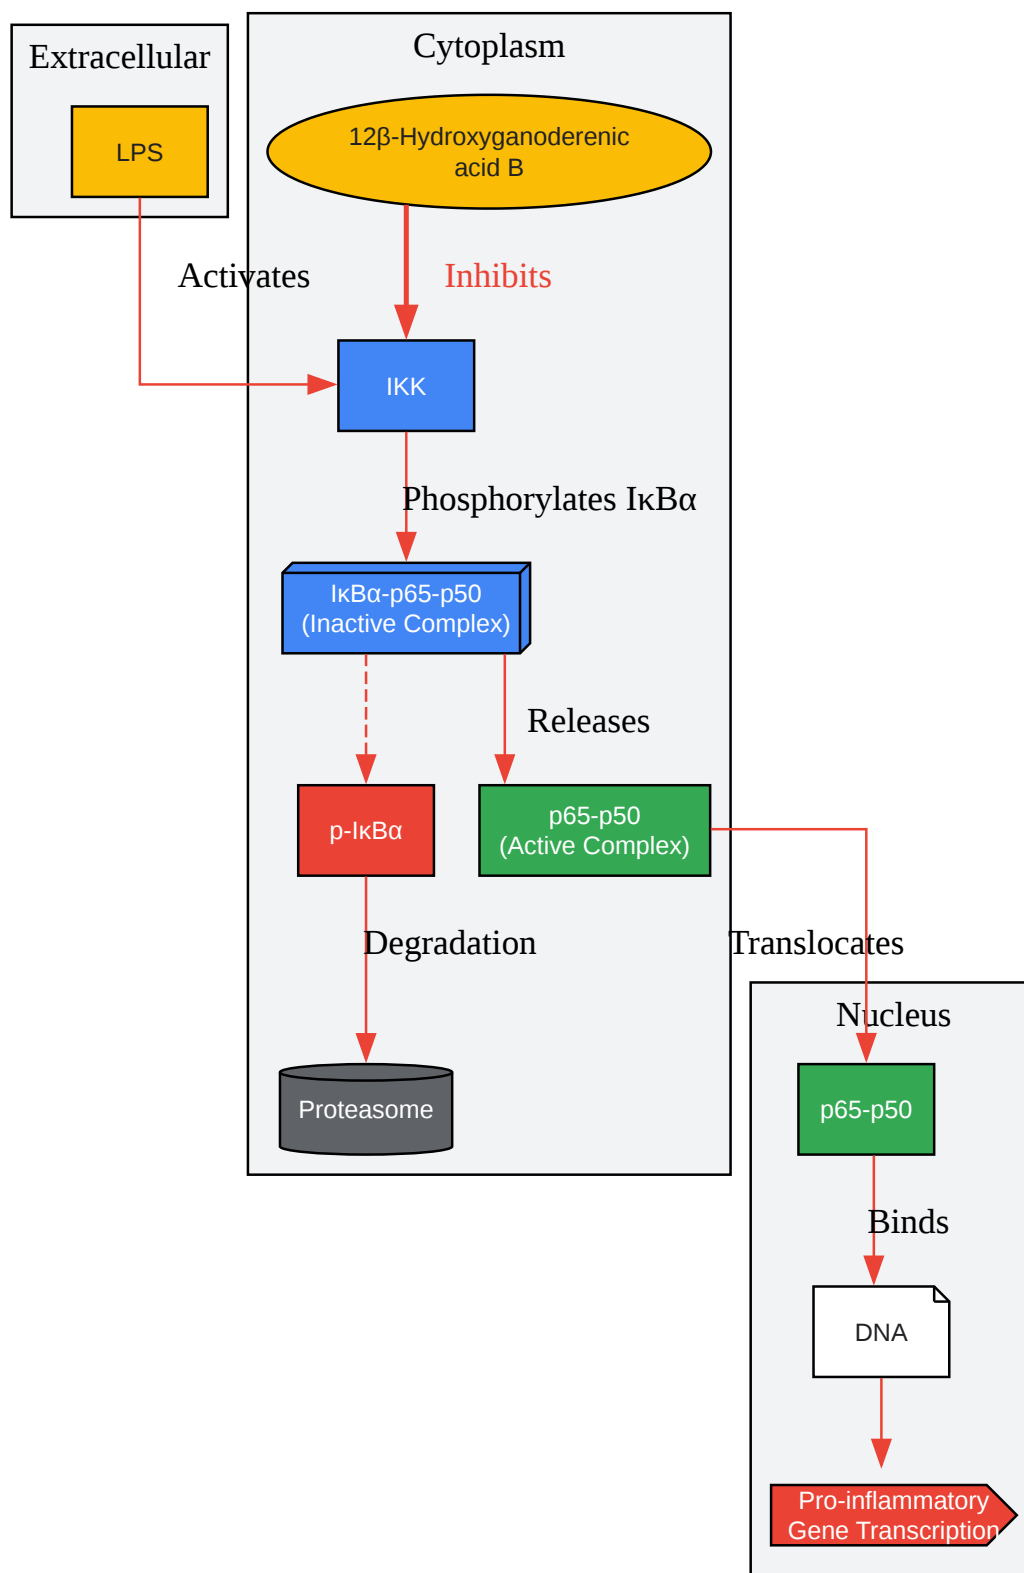 Extracellular
LPS
Cytoplasm
12β-Hydroxyganoderenic
acid B
Activates
Inhibits
IKK
Phosphorylates IκBα
IκBα-p65-p50
(Inactive Complex)
Releases
p-IκBα
p65-p50
(Active Complex)
Degradation
Translocates
Proteasome
Nucleus
p65-p50
Binds
DNA
Pro-inflammatory
Gene Transcription